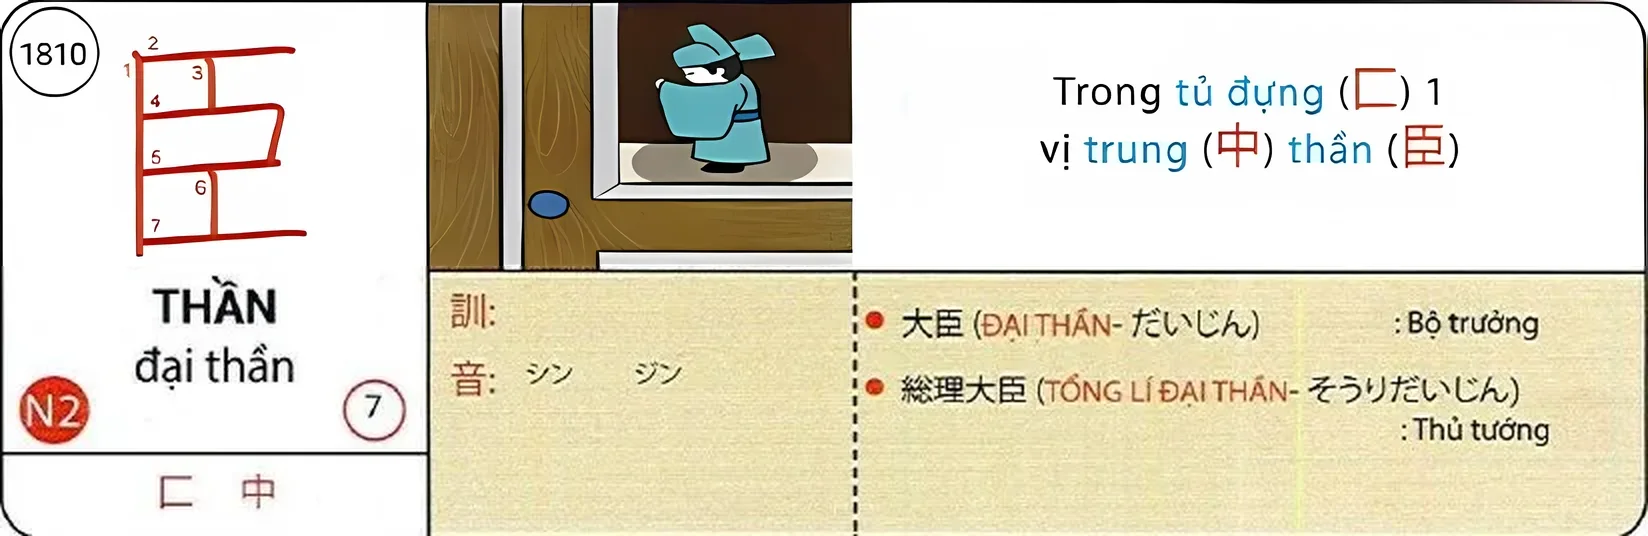 1810
1
2
3
4
5
6
7
臣
THẦN
đại thần
N2
7
匚 中
Trong tủ đựng (匚) 1
vị trung (中) thần (臣)
訓:
音: シン ジン
大臣 (ĐẠI THẦN- だいじん) : Bộ trưởng
総理大臣 (TỔNG LÍ ĐẠI THẦN- そうりだいじん)
: Thủ tướng